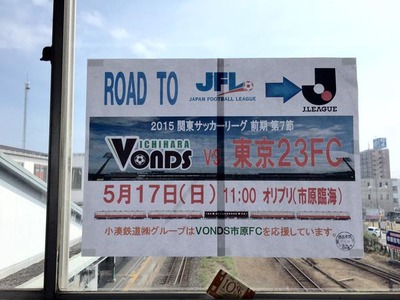 ROAD TO JFL J.LEAGUE
JAPAN FOOTBALL LEAGUE
2015 関東サッカーリーグ 前期 第7節
ICHIHARA
VONDS VS 東京23FC
5月17日(日) 11:00 オリプリ(市原臨海)
小湊鉄道㈱グループはVONDS市原FCを応援しています。